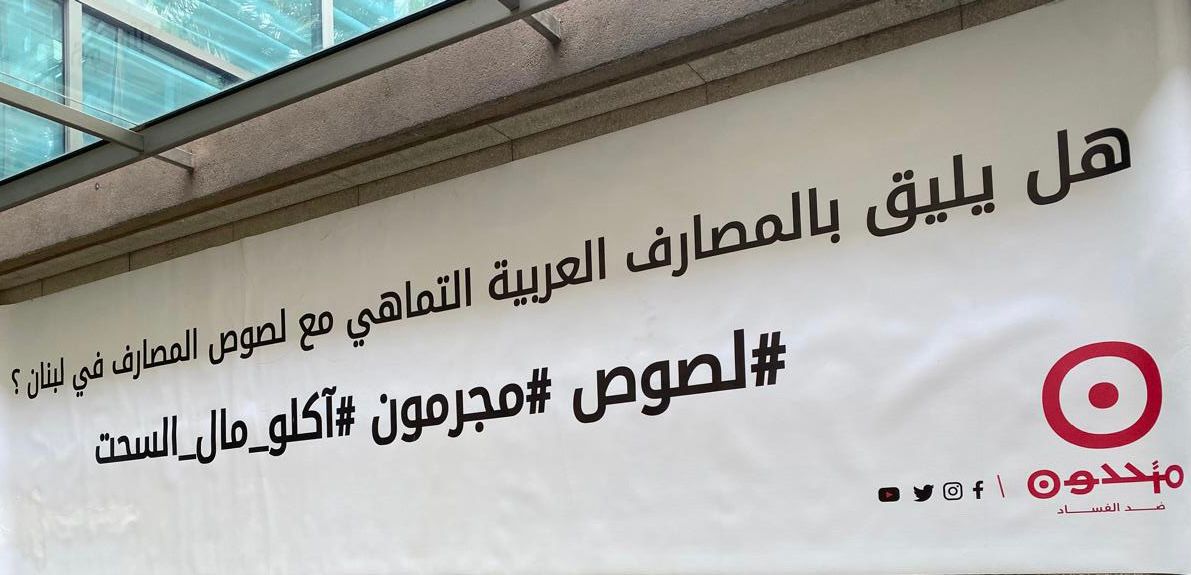 هل يليق بالمصارف العربية التماهي مع لصوص المصارف في لبنان ؟
#لصوص #مجرمون #آكلو_مال_السحت
متحدون
ضد الفساد